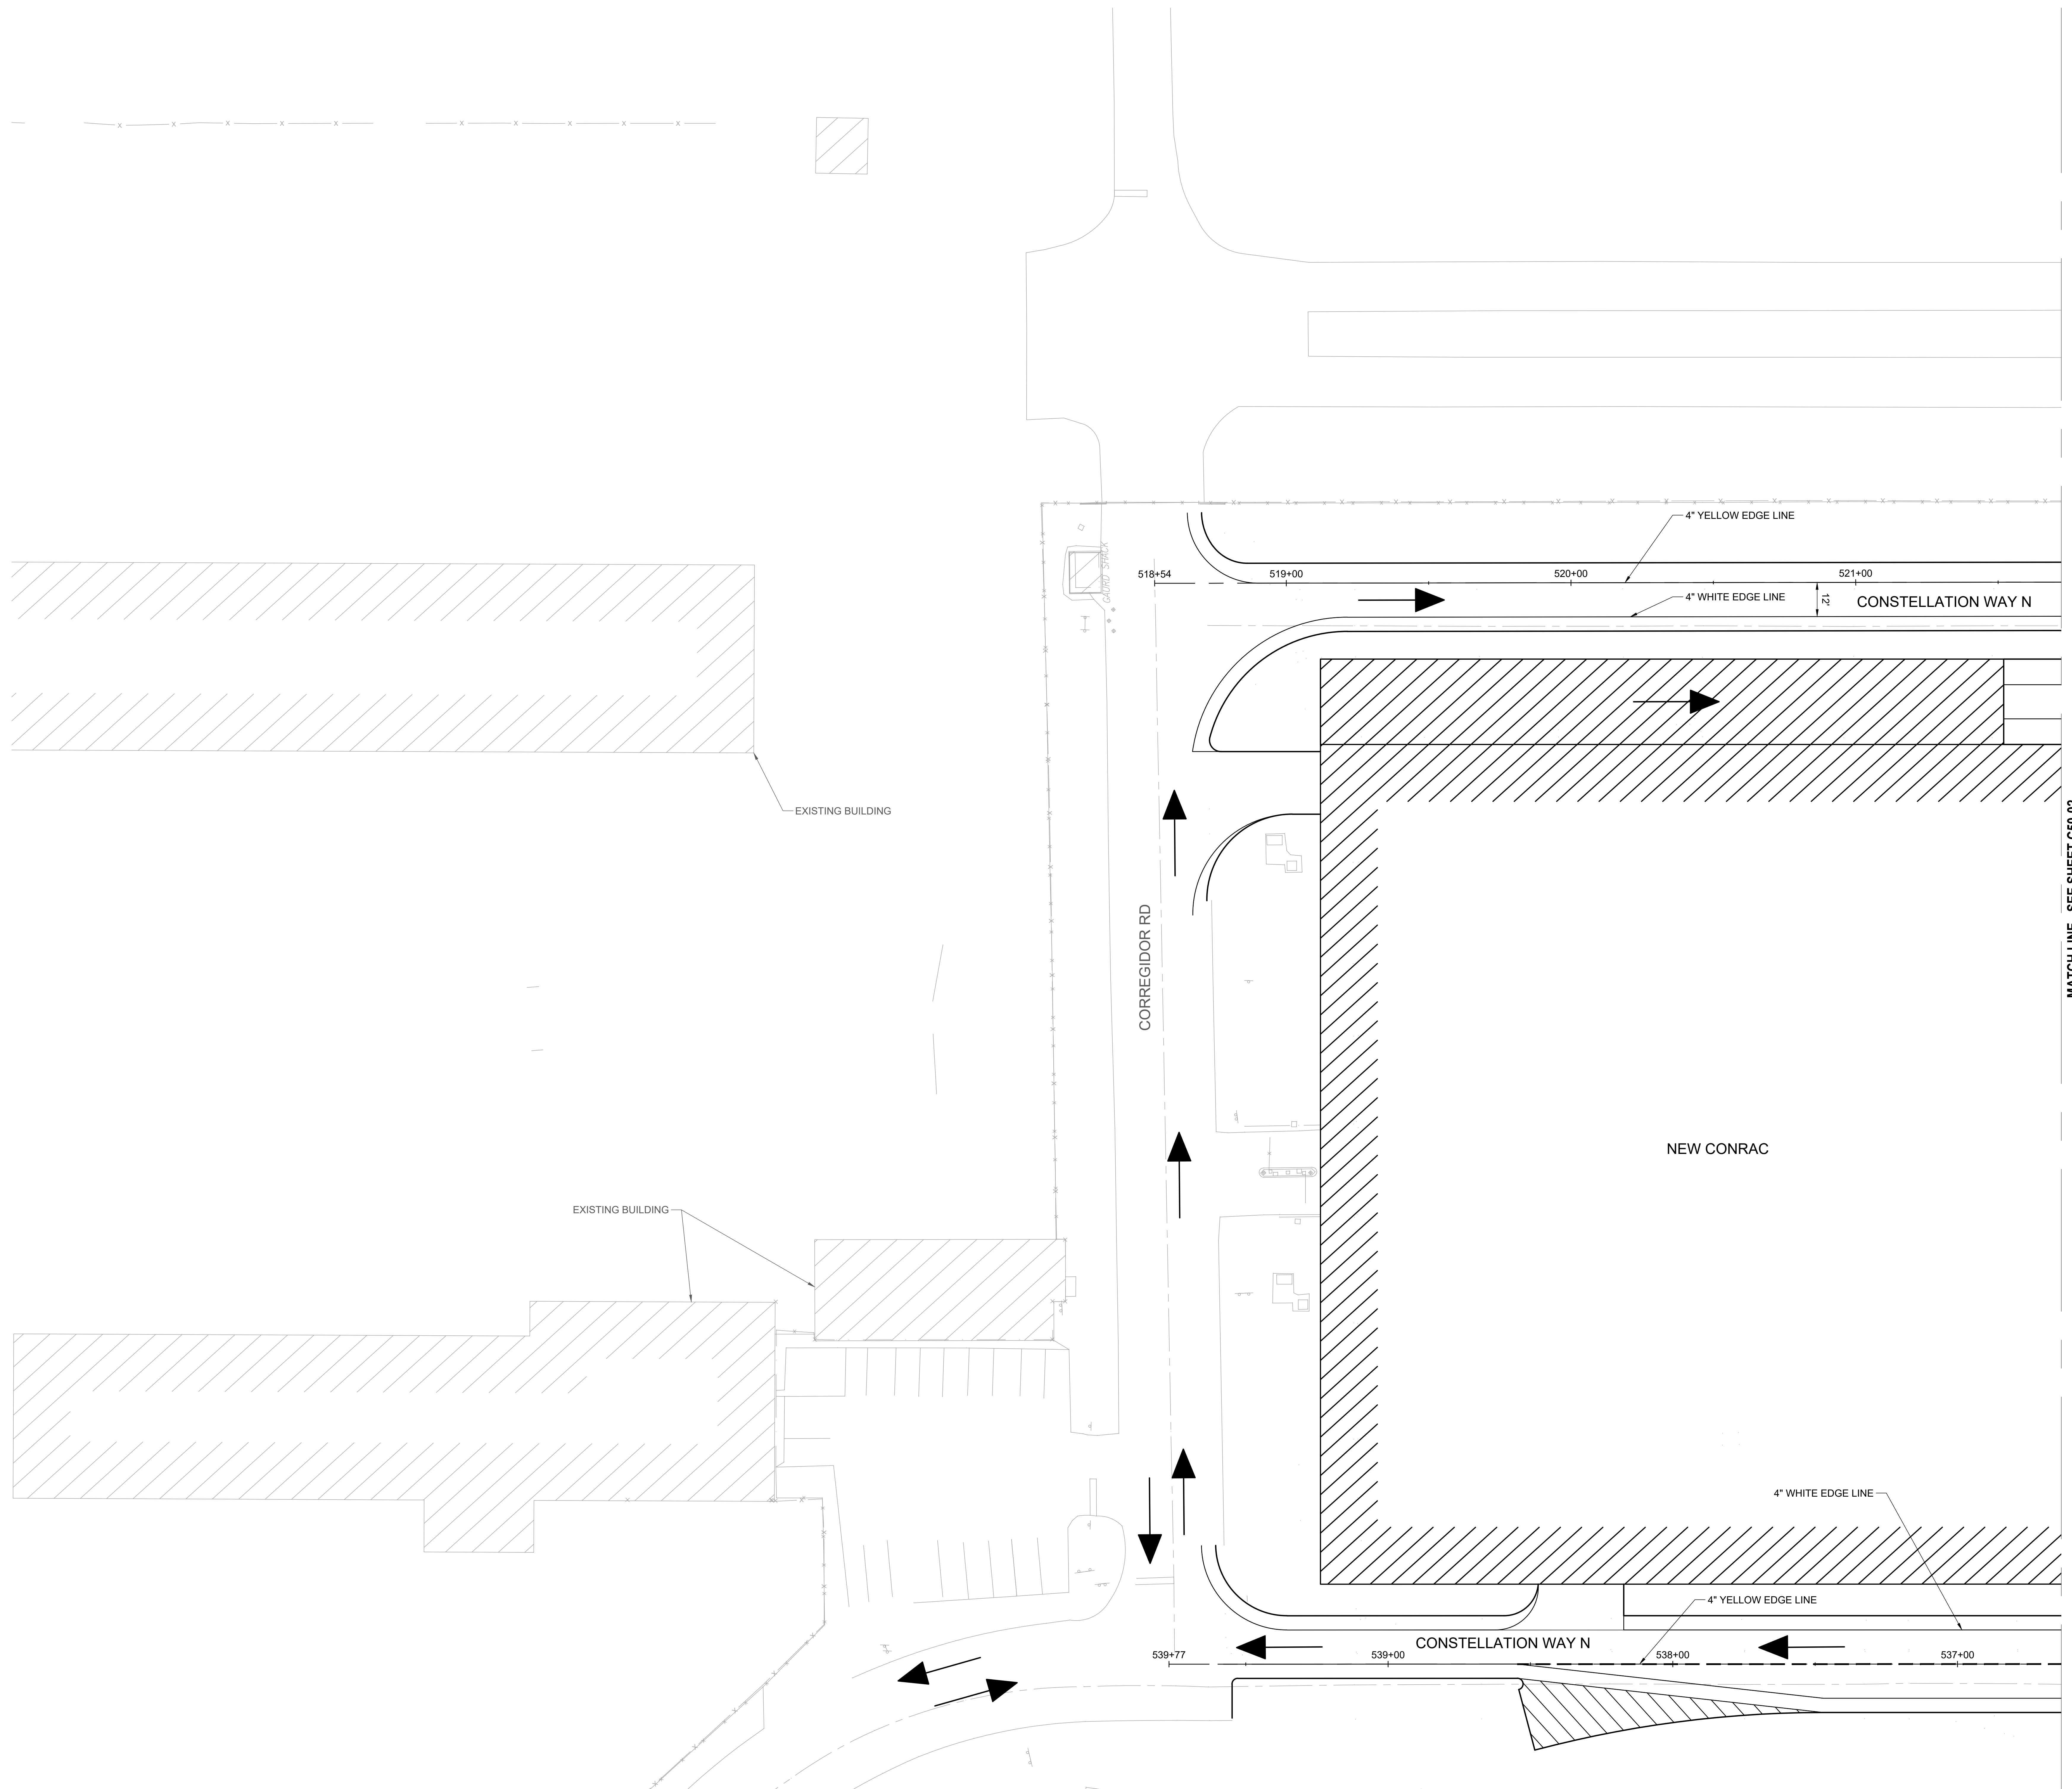 4" YELLOW EDGE LINE
GAURD SHACK
518+54
519+00
520+00
521+00
4" WHITE EDGE LINE
12'
CONSTELLATION WAY N
EXISTING BUILDING
CORREGIDOR RD
NEW CONRAC
EXISTING BUILDING
4" WHITE EDGE LINE
4" YELLOW EDGE LINE
CONSTELLATION WAY N
539+77
539+00
538+00
537+00